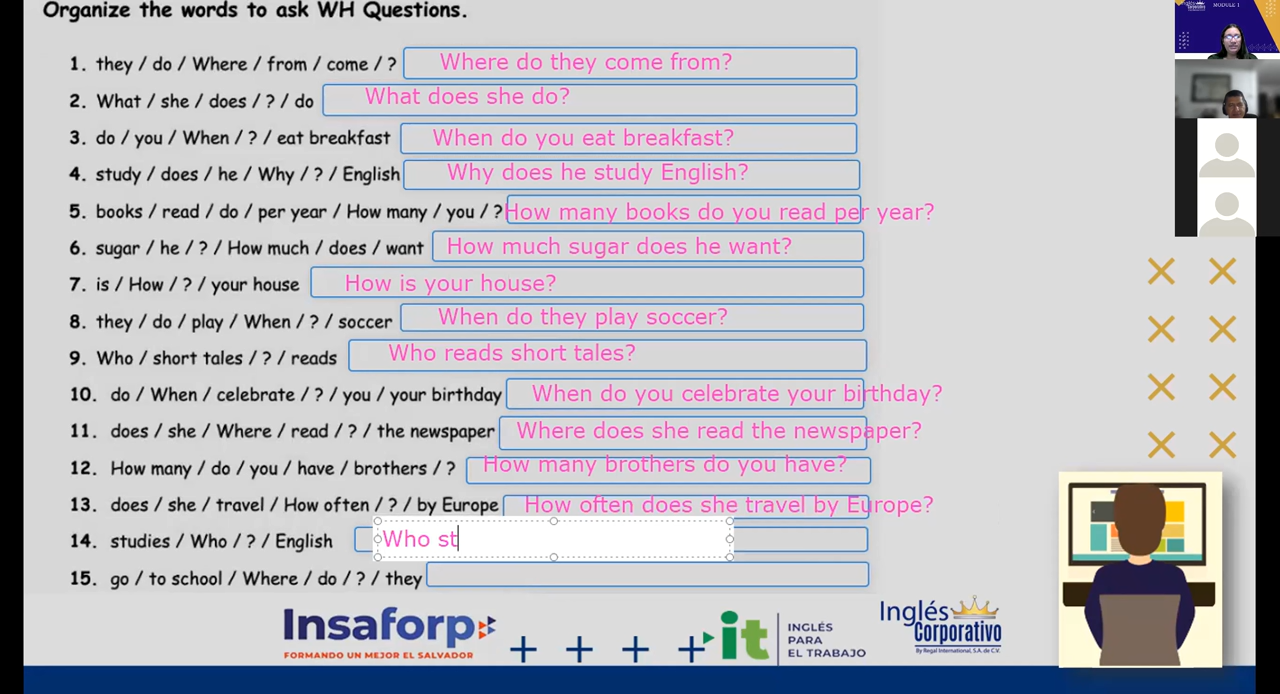 Organize the words to ask WH Questions.
1. they / do / Where / from / come / ? Where do they come from?
2. What / she / does / ? / do What does she do?
3. do / you / When / ? / eat breakfast When do you eat breakfast?
4. study / does / he / Why / ? / English Why does he study English?
5. books / read / do / per year / How many / you / ? How many books do you read per year?
6. sugar / he / ? / How much / does / want How much sugar does he want?
7. is / How / ? / your house How is your house?
8. they / do / play / When / ? / soccer When do they play soccer?
9. Who / short tales / ? / reads Who reads short tales?
10. do / When / celebrate / ? / you / your birthday When do you celebrate your birthday?
11. does / she / Where / read / ? / the newspaper Where does she read the newspaper?
12. How many / do / you / have / brothers / ? How many brothers do you have?
13. does / she / travel / How often / ? / by Europe How often does she travel by Europe?
14. studies / Who / ? / English Who st
15. go / to school / Where / do / ? / they
Insaforp
FORMANDO UN MEJOR EL SALVADOR
it
INGLÉS
PARA
EL TRABAJO
Inglés
Corporativo
By Regal International, S.A. de C.V.
MODULE 1